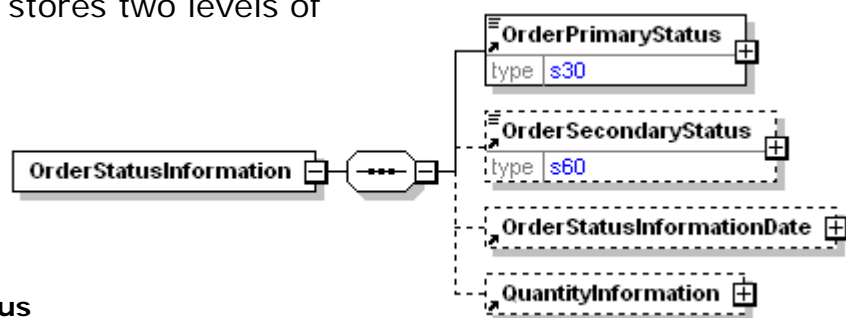 stores two levels of
OrderPrimaryStatus
type s30
OrderSecondaryStatus
type s60
OrderStatusInformation
OrderStatusInformationDate
QuantityInformation
us